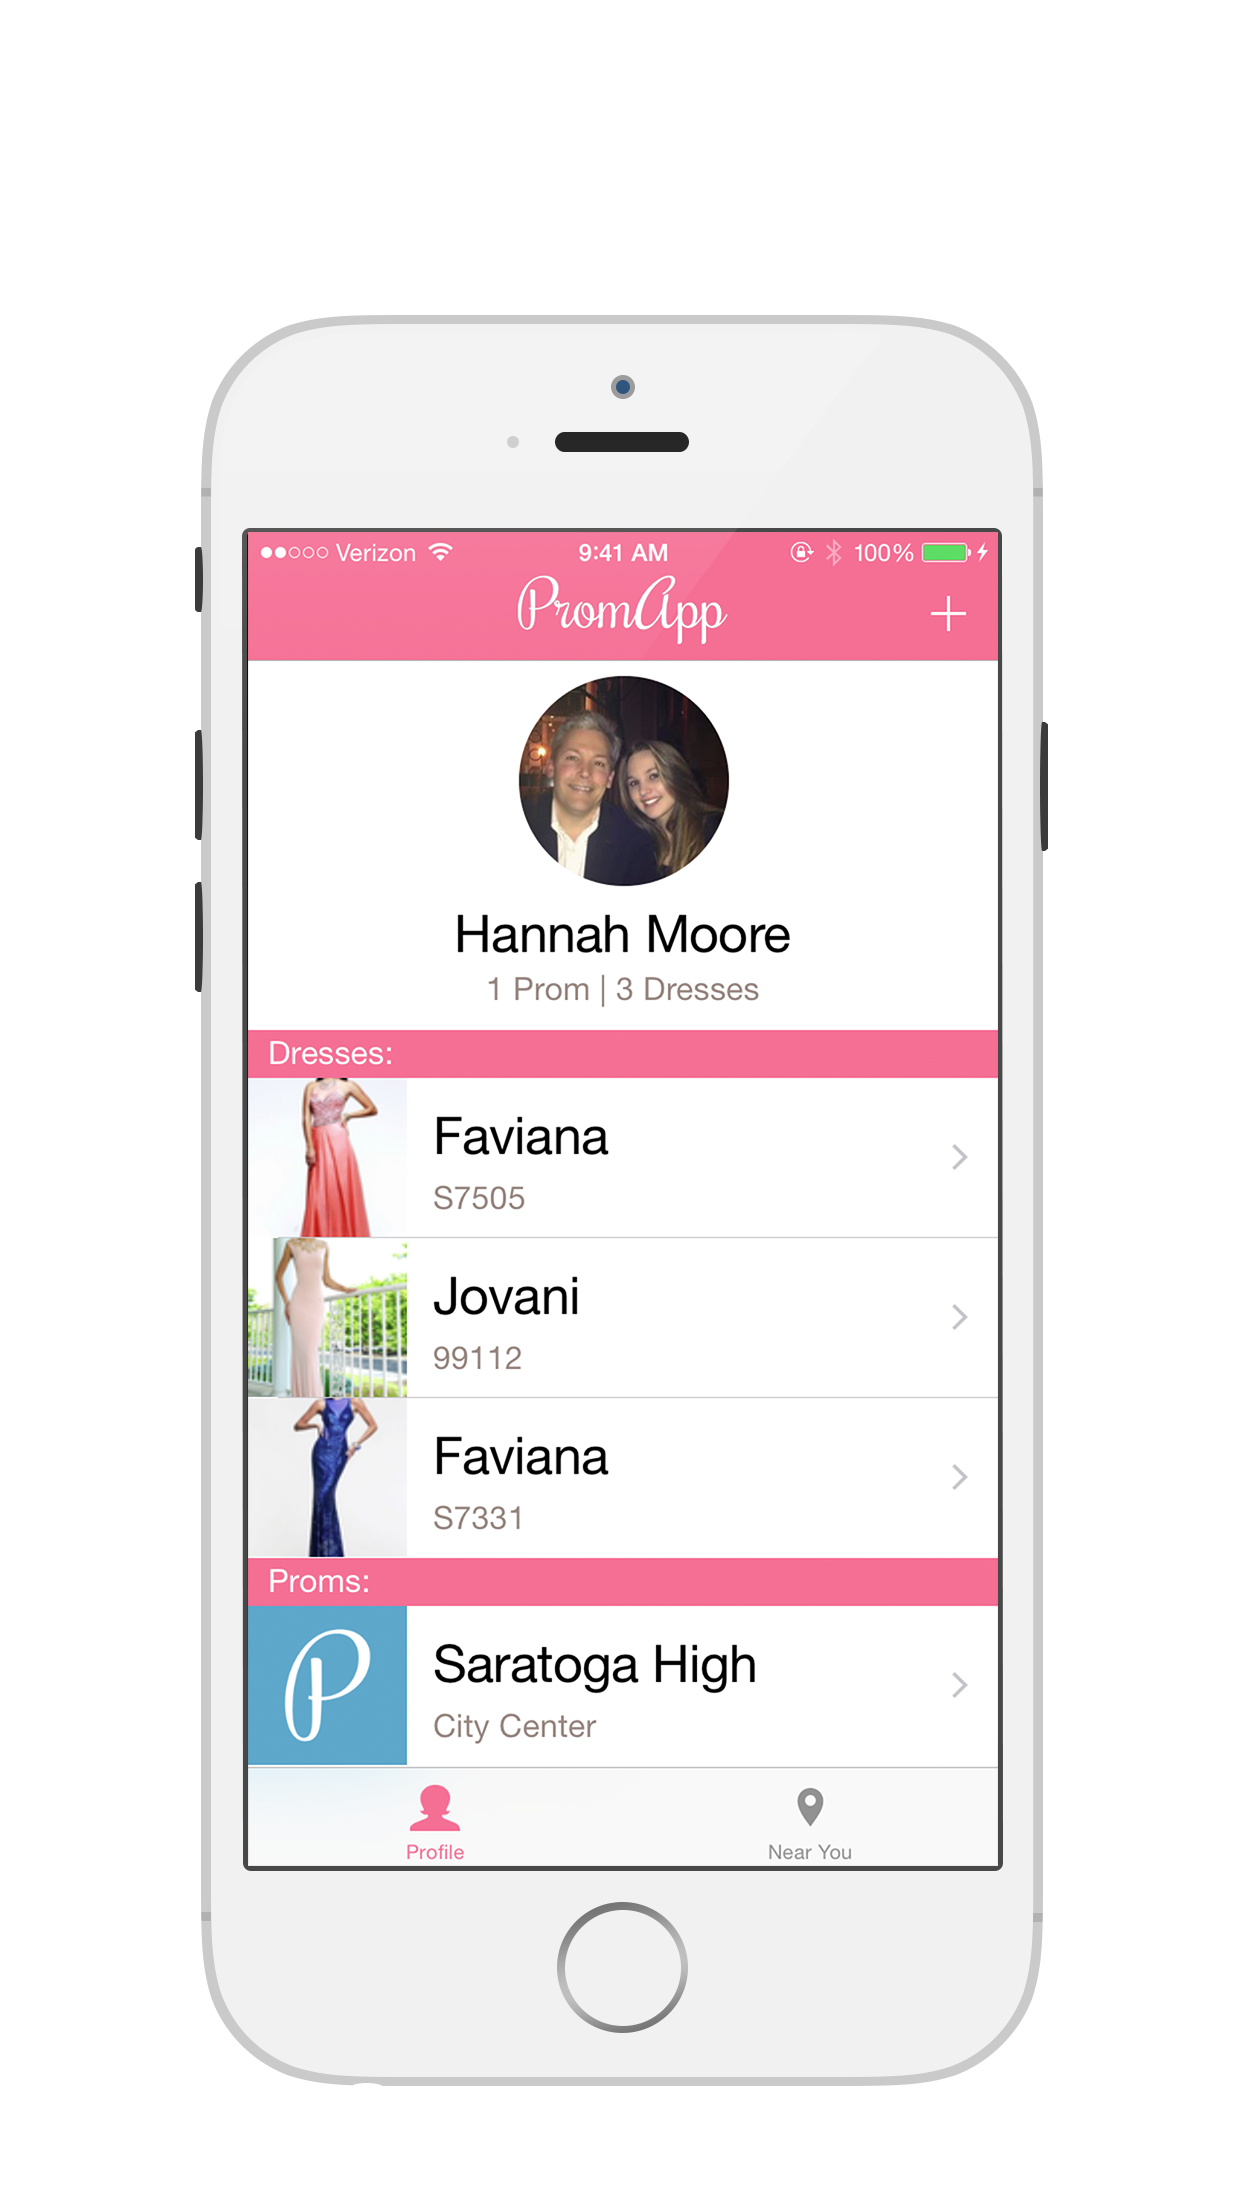 Verizon 9:41 AM 100%
PromApp
Hannah Moore
1 Prom | 3 Dresses
Dresses:
Faviana
S7505
Jovani
99112
Faviana
S7331
Proms:
P
Saratoga High
City Center
Profile
Near You